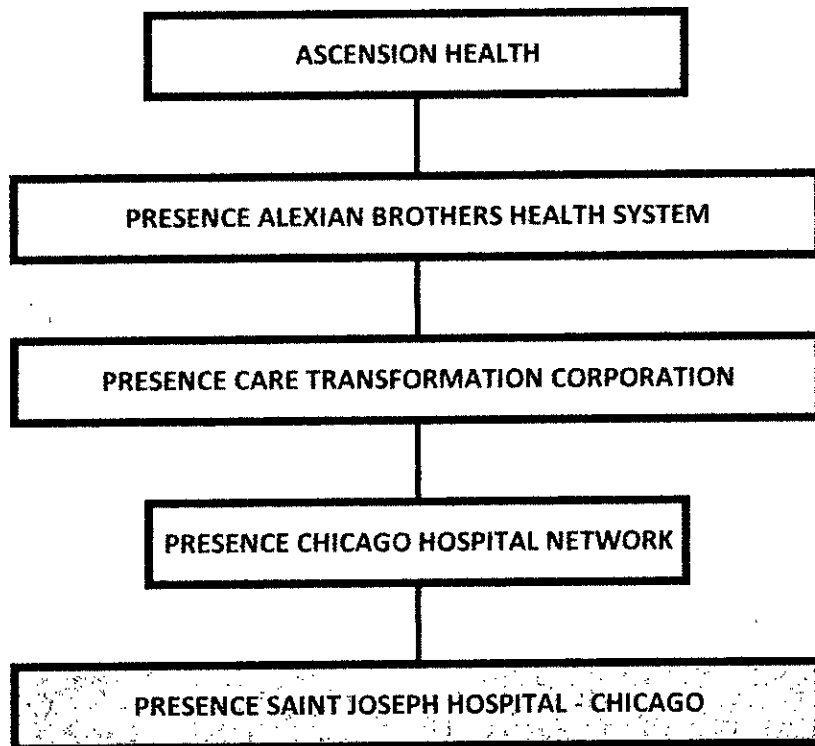 ASCENSION HEALTH
PRESENCE ALEXIAN BROTHERS HEALTH SYSTEM
PRESENCE CARE TRANSFORMATION CORPORATION
PRESENCE CHICAGO HOSPITAL NETWORK
PRESENCE SAINT JOSEPH HOSPITAL - CHICAGO